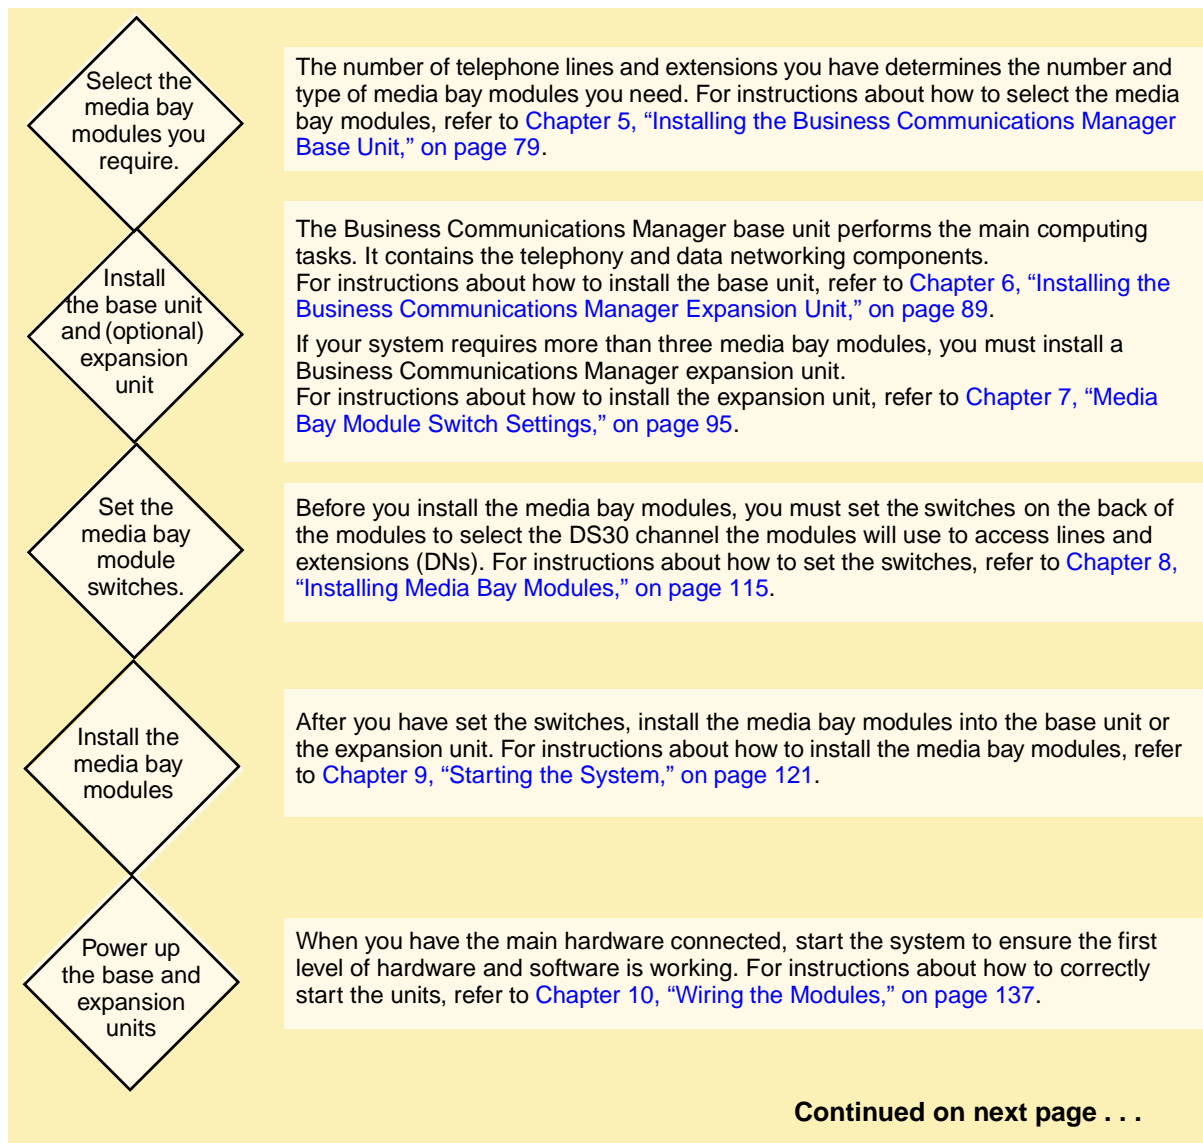 Select the
media bay
modules you
require.
The number of telephone lines and extensions you have determines the number and
type of media bay modules you need. For instructions about how to select the media
bay modules, refer to Chapter 5, “Installing the Business Communications Manager
Base Unit,” on page 79.
Install
the base unit
and (optional)
expansion
unit
The Business Communications Manager base unit performs the main computing
tasks. It contains the telephony and data networking components.
For instructions about how to install the base unit, refer to Chapter 6, “Installing the
Business Communications Manager Expansion Unit,” on page 89.
If your system requires more than three media bay modules, you must install a
Business Communications Manager expansion unit.
For instructions about how to install the expansion unit, refer to Chapter 7, “Media
Bay Module Switch Settings,” on page 95.
Set the
media bay
module
switches.
Before you install the media bay modules, you must set the switches on the back of
the modules to select the DS30 channel the modules will use to access lines and
extensions (DNs). For instructions about how to set the switches, refer to Chapter 8,
“Installing Media Bay Modules,” on page 115.
Install the
media bay
modules
After you have set the switches, install the media bay modules into the base unit or
the expansion unit. For instructions about how to install the media bay modules, refer
to Chapter 9, “Starting the System,” on page 121.
Power up
the base and
expansion
units
When you have the main hardware connected, start the system to ensure the first
level of hardware and software is working. For instructions about how to correctly
start the units, refer to Chapter 10, “Wiring the Modules,” on page 137.
Continued on next page . . .